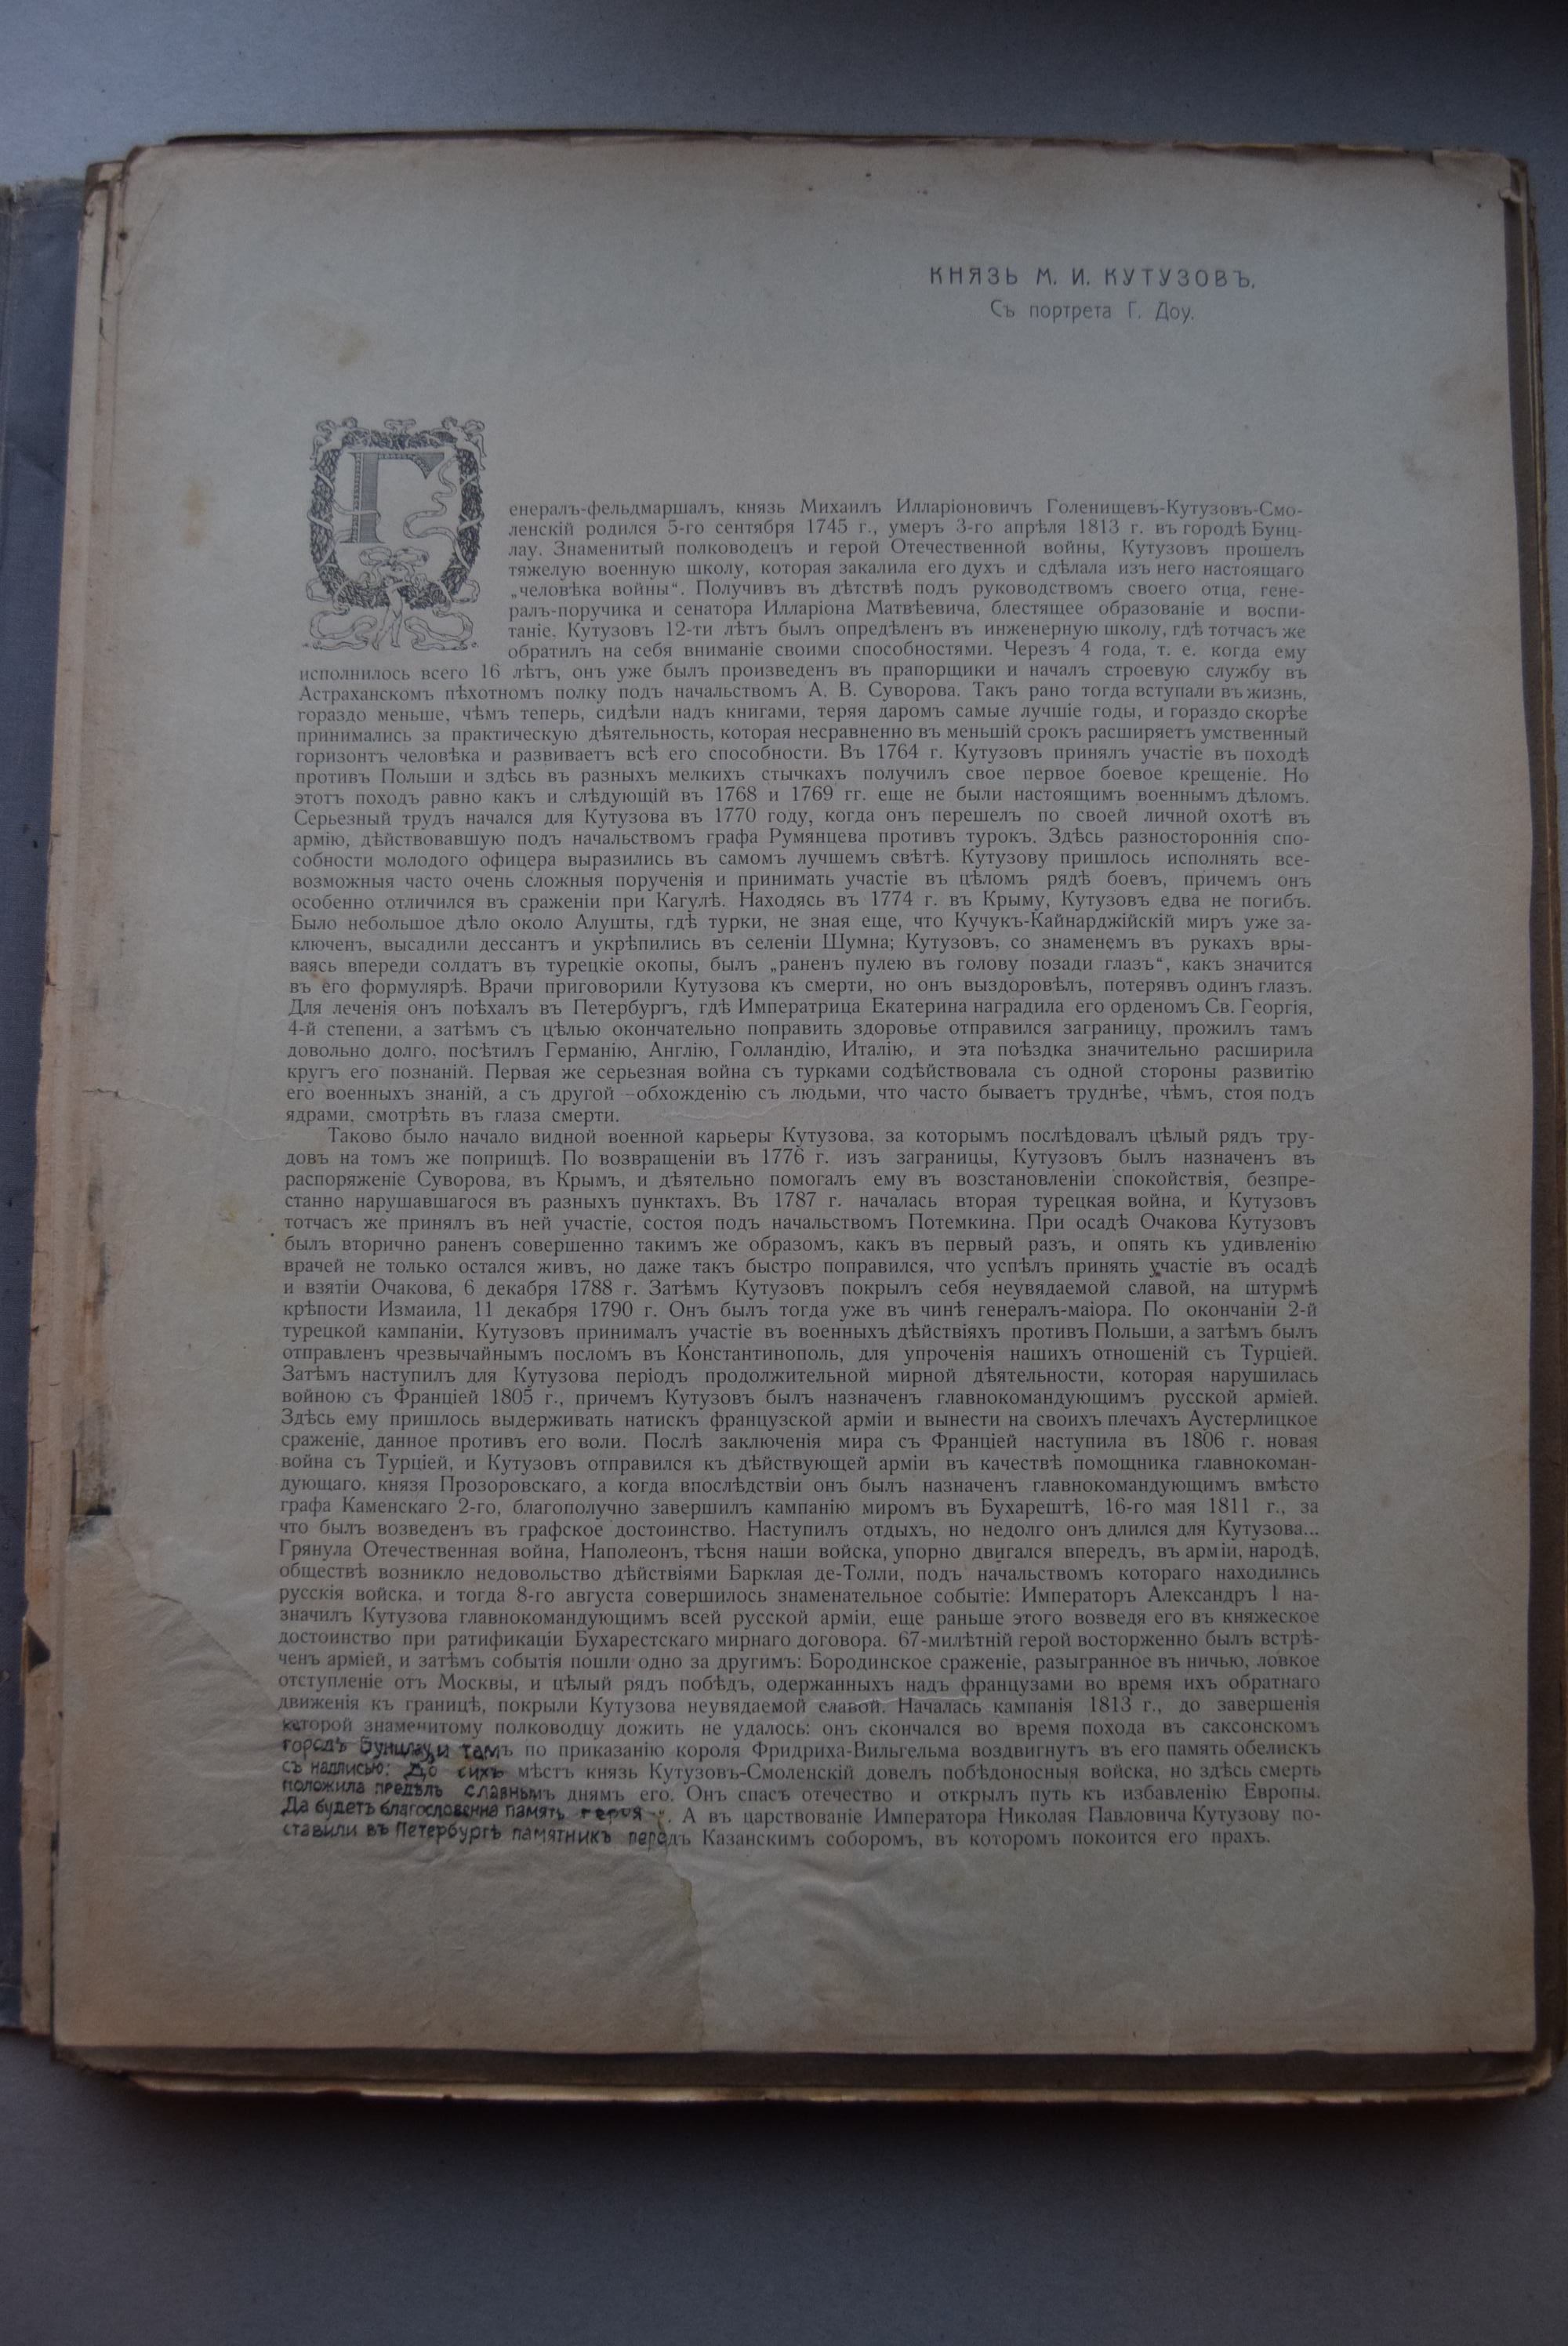 КНЯЗЬ М. И. КУТУЗОВЪ.
Съ портрета Г. Доу.
Генералъ-фельдмаршалъ, князь Михаилъ Илларіоновичъ Голенищевъ-Кутузовъ-Смо-
ленскій родился 5-го сентября 1745 г., умеръ 3-го апрѣля 1813 г. въ городѣ Бунц-
лау. Знаменитый полководецъ и герой Отечественной войны, Кутузовъ прошелъ
тяжелую военную школу, которая закалила его духъ и сдѣлала изъ него настоящаго
„человѣка войны“. Получивъ въ дѣтствѣ подъ руководствомъ своего отца, гене-
ралъ-поручика и сенатора Илларіона Матвѣевича, блестящее образованіе и воспи-
таніе, Кутузовъ 12-ти лѣтъ былъ опредѣленъ въ инженерную школу, гдѣ тотчасъ же
обратилъ на себя вниманіе своими способностями. Черезъ 4 года, т. е. когда ему
исполнилось всего 16 лѣтъ, онъ уже былъ произведенъ въ прапорщики и началъ строевую службу въ
Астраханскомъ пѣхотномъ полку подъ начальствомъ А. В. Суворова. Такъ рано тогда вступали въ жизнь,
гораздо меньше, чѣмъ теперь, сидѣли надъ книгами, теряя даромъ самые лучшіе годы, и гораздо скорѣе
принимались за практическую дѣятельность, которая несравненно въ меньшій срокъ расширяетъ умственный
горизонтъ человѣка и развиваетъ всѣ его способности. Въ 1764 г. Кутузовъ принялъ участіе въ походѣ
противъ Польши и здѣсь въ разныхъ мелкихъ стычкахъ получилъ свое первое боевое крещеніе. Но
этотъ походъ равно какъ и слѣдующій въ 1768 и 1769 гг. еще не были настоящимъ военнымъ дѣломъ.
Серьезный трудъ начался для Кутузова въ 1770 году, когда онъ перешелъ по своей личной охотѣ въ
армію, дѣйствовавшую подъ начальствомъ графа Румянцева противъ турокъ. Здѣсь разностороннія спо-
собности молодого офицера выразились въ самомъ лучшемъ свѣтѣ. Кутузову пришлось исполнять все-
возможныя часто очень сложныя порученія и принимать участіе въ цѣломъ рядѣ боевъ, причемъ онъ
особенно отличился въ сраженіи при Кагулѣ. Находясь въ 1774 г. въ Крыму, Кутузовъ едва не погибъ.
Было небольшое дѣло около Алушты, гдѣ турки, не зная еще, что Кучукъ-Кайнарджійскій миръ уже за-
ключенъ, высадили дессантъ и укрѣпились въ селеніи Шумна; Кутузовъ, со знаменемъ въ рукахъ вры-
ваясь впереди солдатъ въ турецкіе окопы, былъ „раненъ пулею въ голову позади глазъ“, какъ значится
въ его формулярѣ. Врачи приговорили Кутузова къ смерти, но онъ выздоровѣлъ, потерявъ одинъ глазъ.
Для леченія онъ поѣхалъ въ Петербургъ, гдѣ Императрица Екатерина наградила его орденомъ Св. Георгія,
4-й степени, а затѣмъ съ цѣлью окончательно поправить здоровье отправился заграницу, прожилъ тамъ
довольно долго, посѣтилъ Германію, Англію, Голландію, Италію, и эта поѣздка значительно расширила
кругъ его познаній. Первая же серьезная война съ турками содѣйствовала съ одной стороны развитію
его военныхъ знаній, а съ другой –обхожденію съ людьми, что часто бываетъ труднѣе, чѣмъ, стоя подъ
ядрами, смотрѣть въ глаза смерти.
Таково было начало видной военной карьеры Кутузова, за которымъ послѣдовалъ цѣлый рядъ тру-
довъ на томъ же поприщѣ. По возвращеніи въ 1776 г. изъ заграницы, Кутузовъ былъ назначенъ въ
распоряженіе Суворова, въ Крымъ, и дѣятельно помогалъ ему въ возстановленіи спокойствія, безпре-
станно нарушавшагося въ разныхъ пунктахъ. Въ 1787 г. началась вторая турецкая война, и Кутузовъ
тотчасъ же принялъ въ ней участіе, состоя подъ начальствомъ Потемкина. При осадѣ Очакова Кутузовъ
былъ вторично раненъ совершенно такимъ же образомъ, какъ въ первый разъ, и опять къ удивленію
врачей не только остался живъ, но даже такъ быстро поправился, что успѣлъ принять участіе въ осадѣ
и взятіи Очакова, 6 декабря 1788 г. Затѣмъ Кутузовъ покрылъ себя неувядаемой славой, на штурмѣ
крѣпости Измаила, 11 декабря 1790 г. Онъ былъ тогда уже въ чинѣ генералъ-маіора. По окончаніи 2-й
турецкой кампаніи, Кутузовъ принималъ участіе въ военныхъ дѣйствіяхъ противъ Польши, а затѣмъ былъ
отправленъ чрезвычайнымъ посломъ въ Константинополь, для упроченія нашихъ отношеній съ Турціей.
Затѣмъ наступилъ для Кутузова періодъ продолжительной мирной дѣятельности, которая нарушилась
войною съ Франціей 1805 г., причемъ Кутузовъ былъ назначенъ главнокомандующимъ русской арміей.
Здѣсь ему пришлось выдерживать натискъ французской арміи и вынести на своихъ плечахъ Аустерлицкое
сраженіе, данное противъ его воли. Послѣ заключенія мира съ Франціей наступила въ 1806 г. новая
война съ Турціей, и Кутузовъ отправился къ дѣйствующей арміи въ качествѣ помощника главнокоман-
дующаго, князя Прозоровскаго, а когда впослѣдствіи онъ былъ назначенъ главнокомандующимъ вмѣсто
графа Каменскаго 2-го, благополучно завершилъ кампанію миромъ въ Бухарештѣ, 16-го мая 1811 г., за
что былъ возведенъ въ графское достоинство. Наступилъ отдыхъ, но недолго онъ длился для Кутузова...
Грянула Отечественная война, Наполеонъ, тѣсня наши войска, упорно двигался впередъ, въ арміи, народѣ,
обществѣ возникло недовольство дѣйствіями Барклая де-Толли, подъ начальствомъ котораго находились
русскія войска, и тогда 8-го августа совершилось знаменательное событіе: Императоръ Александръ I на-
значилъ Кутузова главнокомандующимъ всей русской арміи, еще раньше этого возведя его въ княжеское
достоинство при ратификаціи Бухарестскаго мирнаго договора. 67-милѣтній герой восторженно былъ встрѣ-
ченъ арміей, и затѣмъ событія пошли одно за другимъ: Бородинское сраженіе, разыгранное въ ничью, ловкое
отступленіе отъ Москвы, и цѣлый рядъ побѣдъ, одержанныхъ надъ французами во время ихъ обратнаго
движенія къ границѣ, покрыли Кутузова неувядаемой славой. Началась кампанія 1813 г., до завершенія
которой знаменитому полководцу дожить не удалось: онъ скончался во время похода въ саксонскомъ
городѣ Бунцлау, и тамъ по приказанію короля Фридриха-Вильгельма воздвигнутъ въ его память обелискъ
съ надписью: До сихъ мѣстъ князь Кутузовъ-Смоленскій довелъ побѣдоносныя войска, но здѣсь смерть
положила предѣлъ славнымъ днямъ его. Онъ спасъ отечество и открылъ путь къ избавленію Европы.
Да будетъ благословенна память героя“. А въ царствованіе Императора Николая Павловича Кутузову по-
ставили въ Петербургѣ памятникъ передъ Казанскимъ соборомъ, въ которомъ покоится его прахъ.